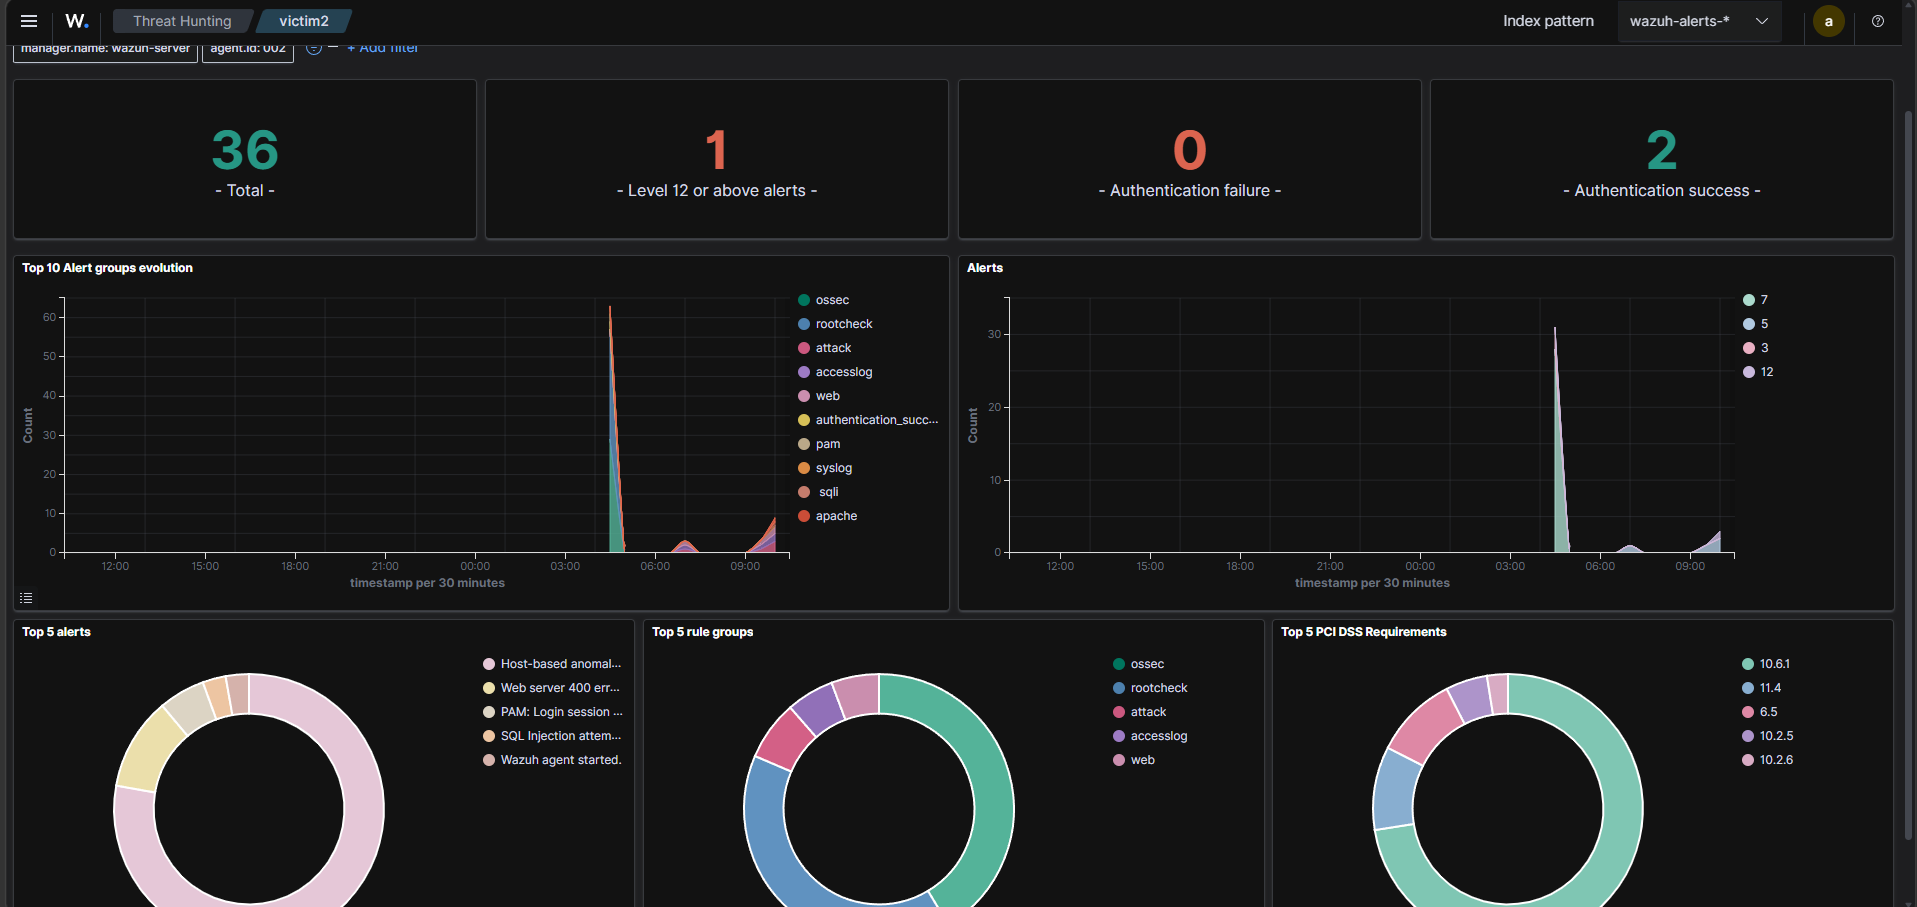 W. Threat Hunting victim2 Index pattern wazuh-alerts-* a
manager.name: wazuh-server agent.id: 002 + Add filter
36
- Total -
1
- Level 12 or above alerts -
0
- Authentication failure -
2
- Authentication success -
Top 10 Alert groups evolution
60
50
40
30
20
10
0
Count
12:00 15:00 18:00 21:00 00:00 03:00 06:00 09:00
timestamp per 30 minutes
ossec
rootcheck
attack
accesslog
web
authentication_succ...
pam
syslog
sqli
apache
Alerts
30
20
10
0
Count
12:00 15:00 18:00 21:00 00:00 03:00 06:00 09:00
timestamp per 30 minutes
7
5
3
12
Top 5 alerts
Host-based anomal...
Web server 400 err...
PAM: Login session ...
SQL Injection attem...
Wazuh agent started.
Top 5 rule groups
ossec
rootcheck
attack
accesslog
web
Top 5 PCI DSS Requirements
10.6.1
11.4
6.5
10.2.5
10.2.6